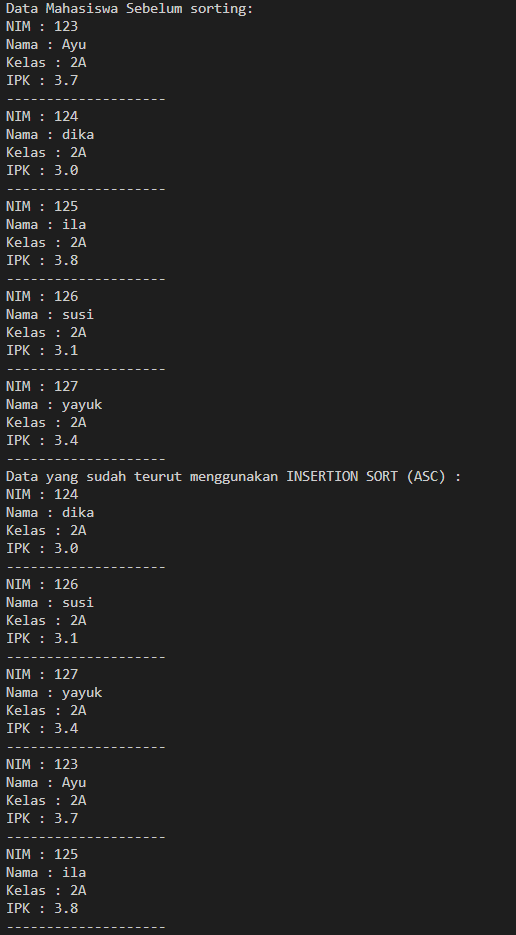 Data Mahasiswa Sebelum sorting:
NIM : 123
Nama : Ayu
Kelas : 2A
IPK : 3.7
--------------------
NIM : 124
Nama : dika
Kelas : 2A
IPK : 3.0
--------------------
NIM : 125
Nama : ila
Kelas : 2A
IPK : 3.8
--------------------
NIM : 126
Nama : susi
Kelas : 2A
IPK : 3.1
--------------------
NIM : 127
Nama : yayuk
Kelas : 2A
IPK : 3.4
--------------------
Data yang sudah teurut menggunakan INSERTION SORT (ASC) :
NIM : 124
Nama : dika
Kelas : 2A
IPK : 3.0
--------------------
NIM : 126
Nama : susi
Kelas : 2A
IPK : 3.1
--------------------
NIM : 127
Nama : yayuk
Kelas : 2A
IPK : 3.4
--------------------
NIM : 123
Nama : Ayu
Kelas : 2A
IPK : 3.7
--------------------
NIM : 125
Nama : ila
Kelas : 2A
IPK : 3.8
--------------------